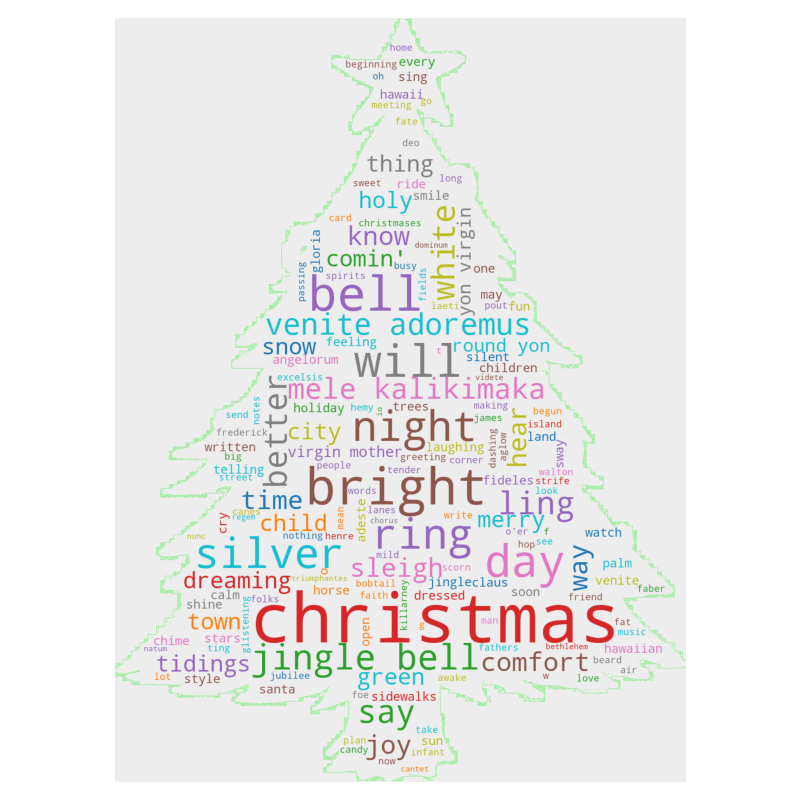 home
beginning every
oh sing
hawaii
meeting go
fate
deo
thing
sweet ride long
holy smile
card christmases
white
yon virgin
gloria
know
dominum
comin'
busy one
passing
spirits
fields
bell
may
laeti pout fun
venite adoremus
snow feeling round yon
t silent
angelorum will children
excelsis videte
better
mele kalikimaka
send notes holiday hemy io trees making begun
james island
frederick city night hear land
written
big
virgin mother laughing dashing aglow sway
greeting corner walton
telling people tender fideles strife
street bright look
time words ling
canes regem cry child mean adeste lanes write merry
chorus ring o'er f watch
nunc nothing henre hop see
silver mild day way palm
dreaming o triumphantes sleigh scorn venite
calm folks horse bobtail jingleclaus soon faber
shine faith killarney dressed friend
town glistening christmas g man fat
chime stars open music
natum ting fathers bethlehem hawaiian
tidings jingle bell comfort beard
lot style jubilee green awake w love air
santa foe sidewalks
say
take
plan joy sun
candy now infant
cantet